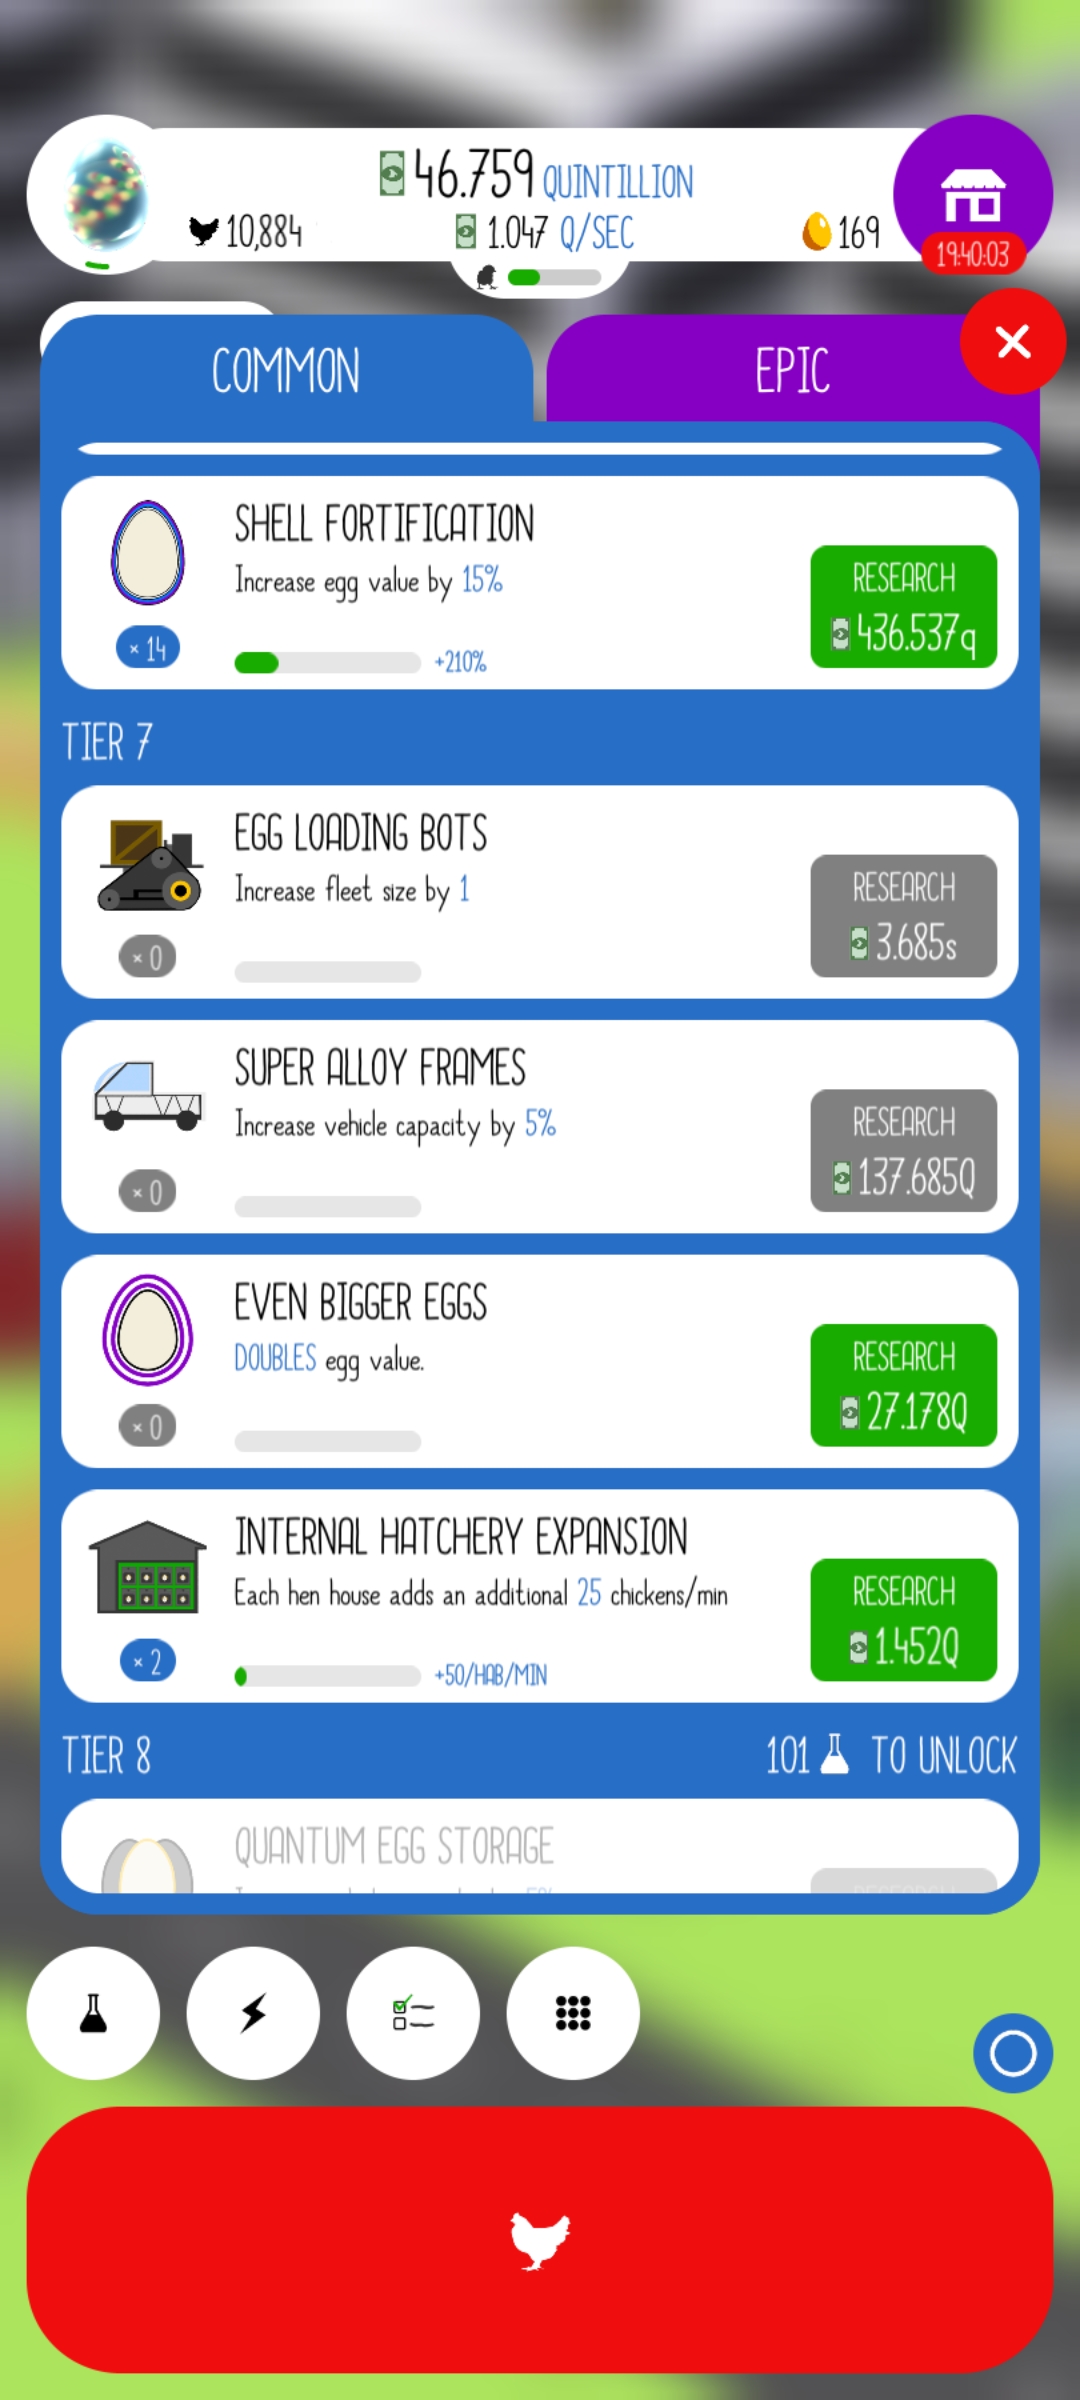 46.759 QUINTILLION
10,884 1.047 Q/SEC 169
19:40:03
COMMON EPIC
SHELL FORTIFICATION
Increase egg value by 15%
RESEARCH
436.537q
× 14
+210%
TIER 7
EGG LOADING BOTS
Increase fleet size by 1
RESEARCH
3.685s
× 0
SUPER ALLOY FRAMES
Increase vehicle capacity by 5%
RESEARCH
137.685Q
× 0
EVEN BIGGER EGGS
DOUBLES egg value.
RESEARCH
27.178Q
× 0
INTERNAL HATCHERY EXPANSION
Each hen house adds an additional 25 chickens/min
RESEARCH
1.452Q
× 2
+50/HAB/MIN
TIER 8 101 TO UNLOCK
QUANTUM EGG STORAGE